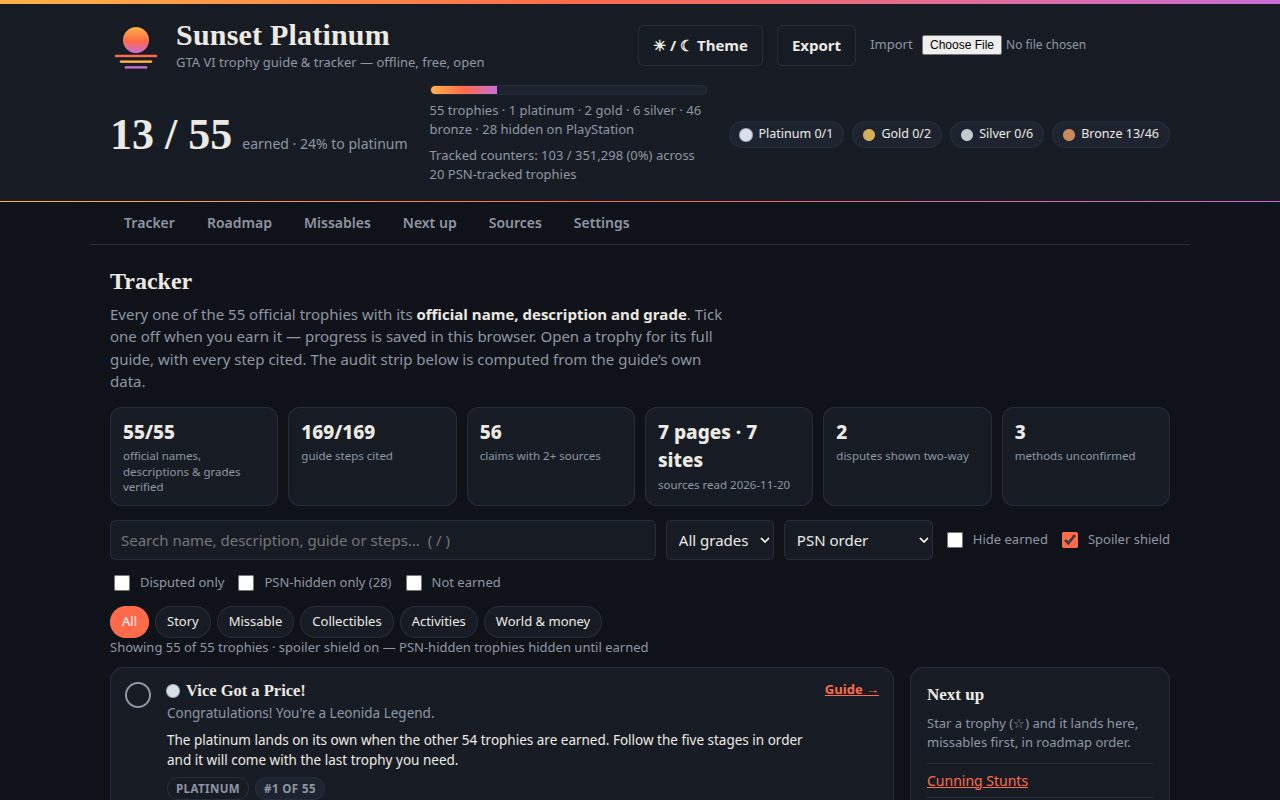 Sunset Platinum
GTA VI trophy guide & tracker — offline, free, open
☀ / ☾ Theme
Export
Import
Choose File
No file chosen
13 / 55 earned · 24% to platinum
55 trophies · 1 platinum · 2 gold · 6 silver · 46
bronze · 28 hidden on PlayStation
Tracked counters: 103 / 351,298 (0%) across
20 PSN-tracked trophies
Platinum 0/1
Gold 0/2
Silver 0/6
Bronze 13/46
Tracker
Roadmap
Missables
Next up
Sources
Settings
Tracker
Every one of the 55 official trophies with its official name, description and grade. Tick
one off when you earn it — progress is saved in this browser. Open a trophy for its full
guide, with every step cited. The audit strip below is computed from the guide's own
data.
55/55
official names,
descriptions & grades
verified
169/169
guide steps cited
56
claims with 2+ sources
7 pages · 7
sites
sources read 2026-11-20
2
disputes shown two-way
3
methods unconfirmed
Search name, description, guide or steps… ( / )
All grades
PSN order
Hide earned
Spoiler shield
Disputed only
PSN-hidden only (28)
Not earned
All
Story
Missable
Collectibles
Activities
World & money
Showing 55 of 55 trophies · spoiler shield on — PSN-hidden trophies hidden until earned
Vice Got a Price!
Guide →
Congratulations! You're a Leonida Legend.
The platinum lands on its own when the other 54 trophies are earned. Follow the five stages in order
and it will come with the last trophy you need.
PLATINUM
#1 OF 55
Next up
Star a trophy (☆) and it lands here,
missables first, in roadmap order.
Cunning Stunts